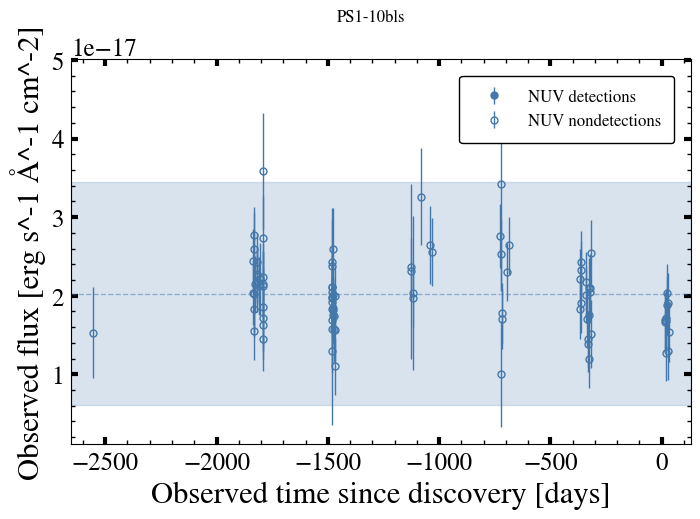 PS1-10bls
1e−17
Observed flux [erg s^-1 Å^-1 cm^-2]
5
4
3
2
1
NUV detections
NUV nondetections
−2500 −2000 −1500 −1000 −500 0
Observed time since discovery [days]